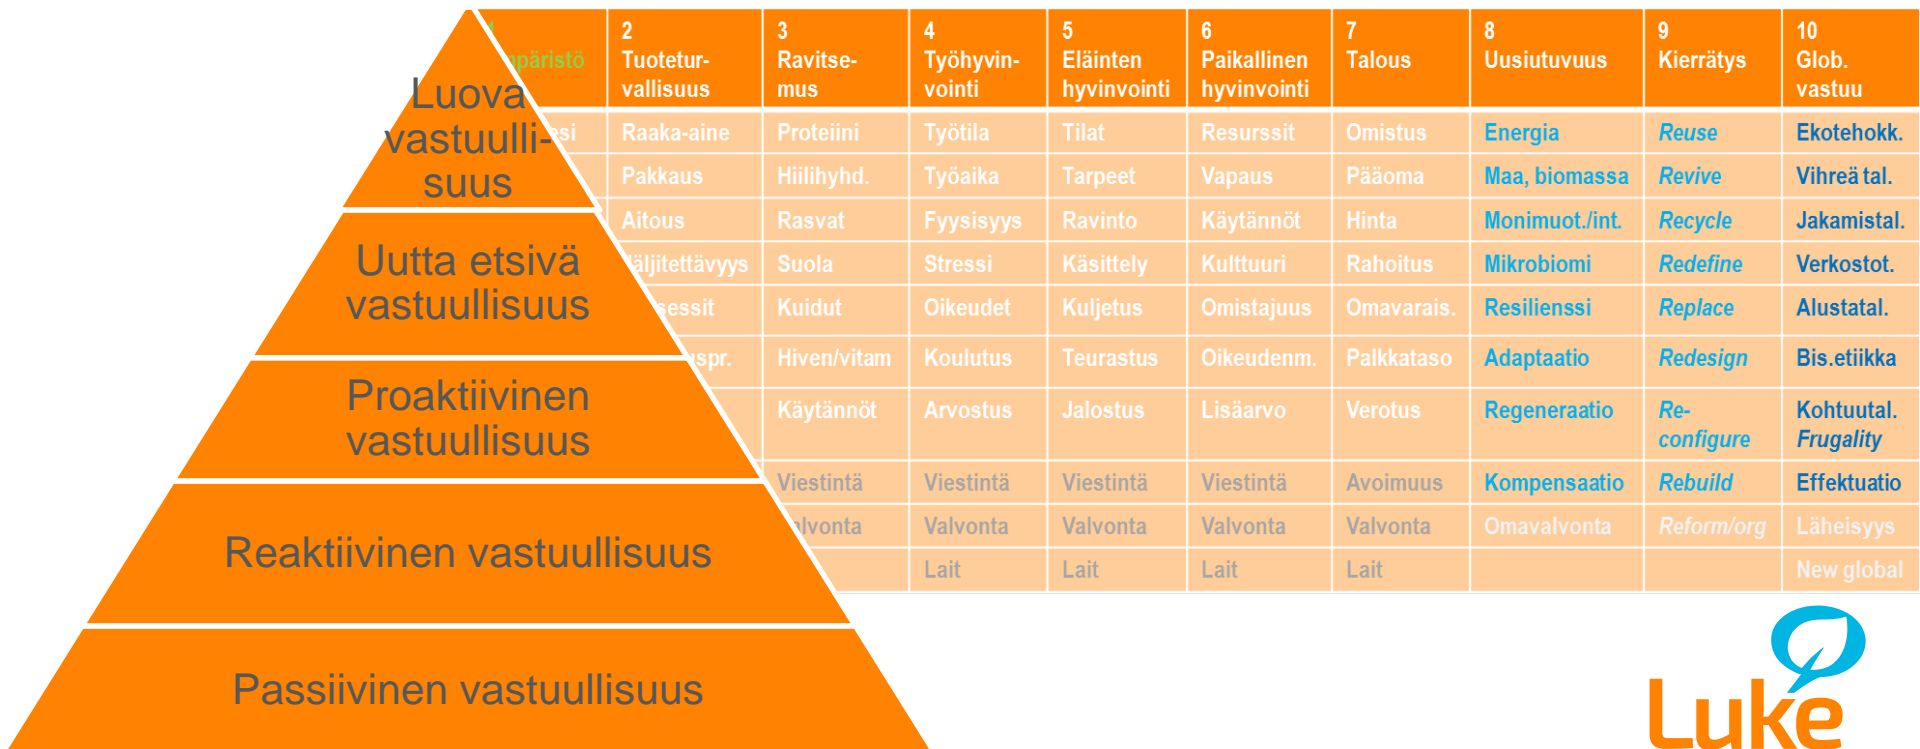 Luova
vastuulli-
suus
Uutta etsivä
vastuullisuus
Proaktiivinen
vastuullisuus
Reaktiivinen vastuullisuus
Passiivinen vastuullisuus
2 3 4 5 6 7 8 9 10
Tuotetur- Ravitse- Työhyvin- Eläinten Paikallinen Talous Uusiutuvuus Kierrätys Glob.
vallisuus mus vointi hyvinvointi hyvinvointi vastuu
Raaka-aine Proteiini Työtila Tilat Resurssit Omistus Energia Reuse Ekotehokk.
Pakkaus Hiilihyhd. Työaika Tarpeet Vapaus Pääoma Maa, biomassa Revive Vihreä tal.
Aitous Rasvat Fyysisyys Ravinto Käytännöt Hinta Monimuot./int. Recycle Jakamistal.
Suola Stressi Käsittely Kulttuuri Rahoitus Mikrobiomi Redefine Verkostot.
Kuidut Oikeudet Kuljetus Omistajuus Omavarais. Resilienssi Replace Alustatal.
Hiven/vitam Koulutus Teurastus Oikeudenm. Palkkataso Adaptaatio Redesign Bis.etiikka
Käytännöt Arvostus Jalostus Lisäarvo Verotus Regeneraatio Re- Kohtuutal.
configure Frugality
Viestintä Viestintä Viestintä Viestintä Avoimuus Kompensaatio Rebuild Effektuatio
Valvonta Valvonta Valvonta Valvonta Omavalvonta Reform/org Läheisyys
Lait Lait Lait Lait New global
Luke